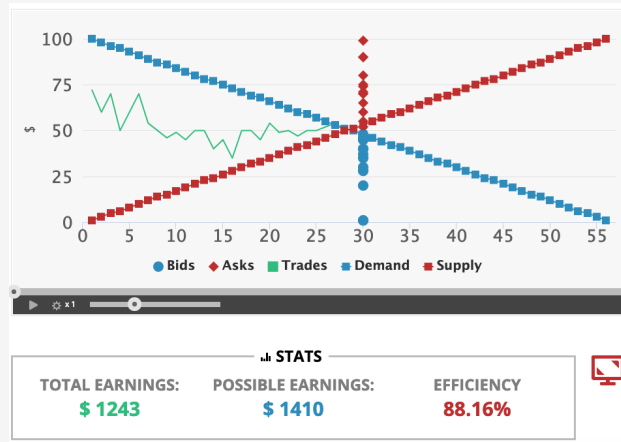 100
75
$
50
25
0
0 5 10 15 20 25 30 35 40 45 50 55
Bids Asks Trades Demand Supply
x 1
STATS
TOTAL EARNINGS: POSSIBLE EARNINGS: EFFICIENCY
$ 1243 $ 1410 88.16%